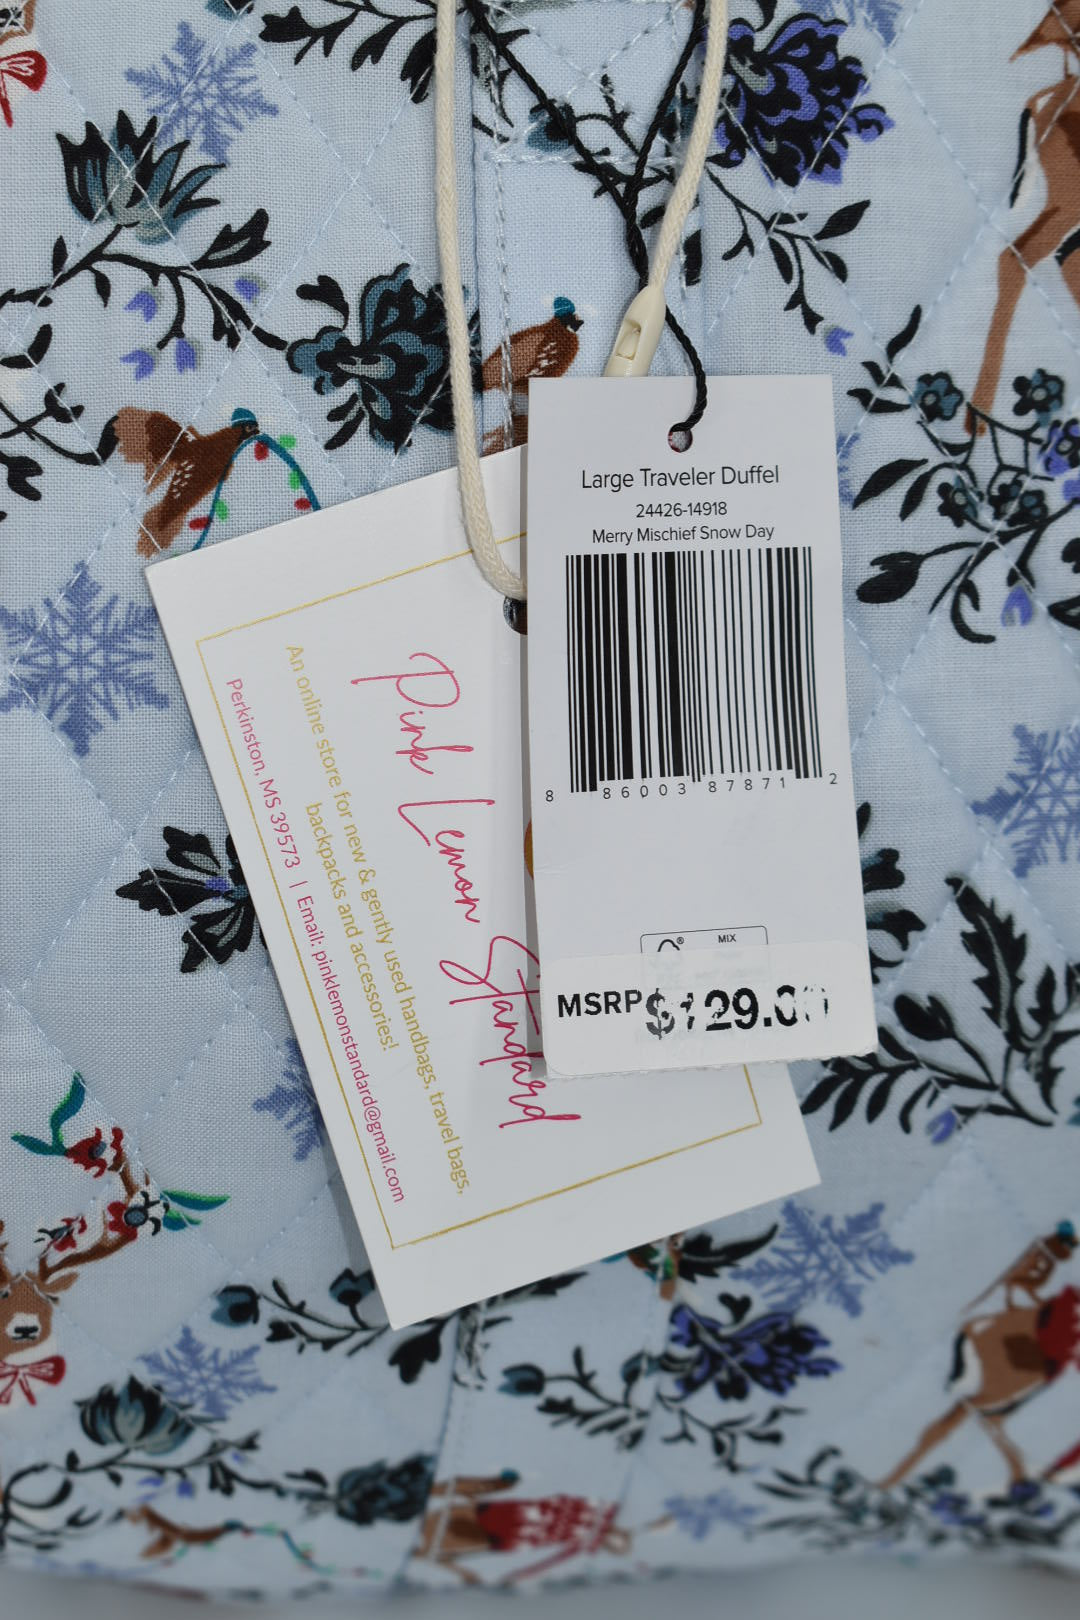 Large Traveler Duffel
24426-14918
Merry Mischief Snow Day
8 86003 87871 2
MIX
MSRP $129.00
Pink Lemon Standard
An online store for new & gently used handbags, travel bags,
backpacks and accessories!
Perkinston, MS 39573 | Email: pinklemonstandard@gmail.com